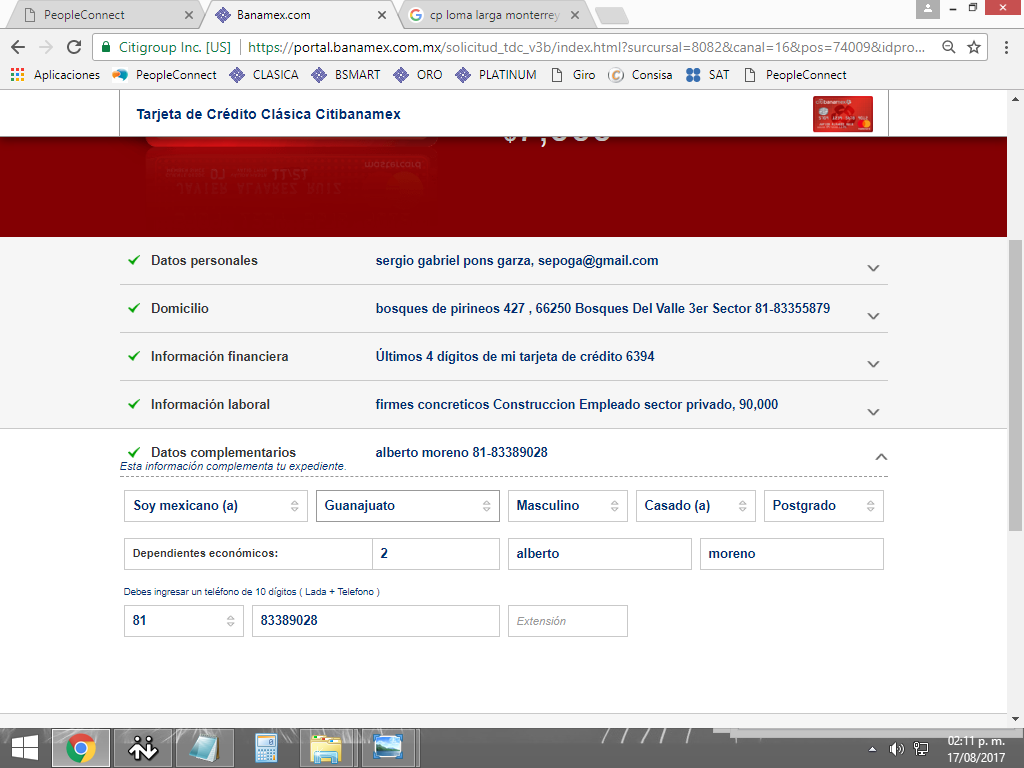 PeopleConnect
Banamex.com
cp loma larga monterrey
Citigroup Inc. [US]
https://portal.banamex.com.mx/solicitud_tdc_v3b/index.html?surcursal=8082&canal=16&pos=74009&idpro...
Aplicaciones PeopleConnect CLASICA BSMART ORO PLATINUM Giro Consisa SAT PeopleConnect
Tarjeta de Crédito Clásica Citibanamex
Datos personales sergio gabriel pons garza, sepoga@gmail.com
Domicilio bosques de pirineos 427 , 66250 Bosques Del Valle 3er Sector 81-83355879
Información financiera Últimos 4 dígitos de mi tarjeta de crédito 6394
Información laboral firmes concreticos Construccion Empleado sector privado, 90,000
Datos complementarios alberto moreno 81-83389028
Esta información complementa tu expediente.
Soy mexicano (a) Guanajuato Masculino Casado (a) Postgrado
Dependientes económicos: 2 alberto moreno
Debes ingresar un teléfono de 10 dígitos ( Lada + Telefono )
81 83389028 Extensión
02:11 p. m.
17/08/2017